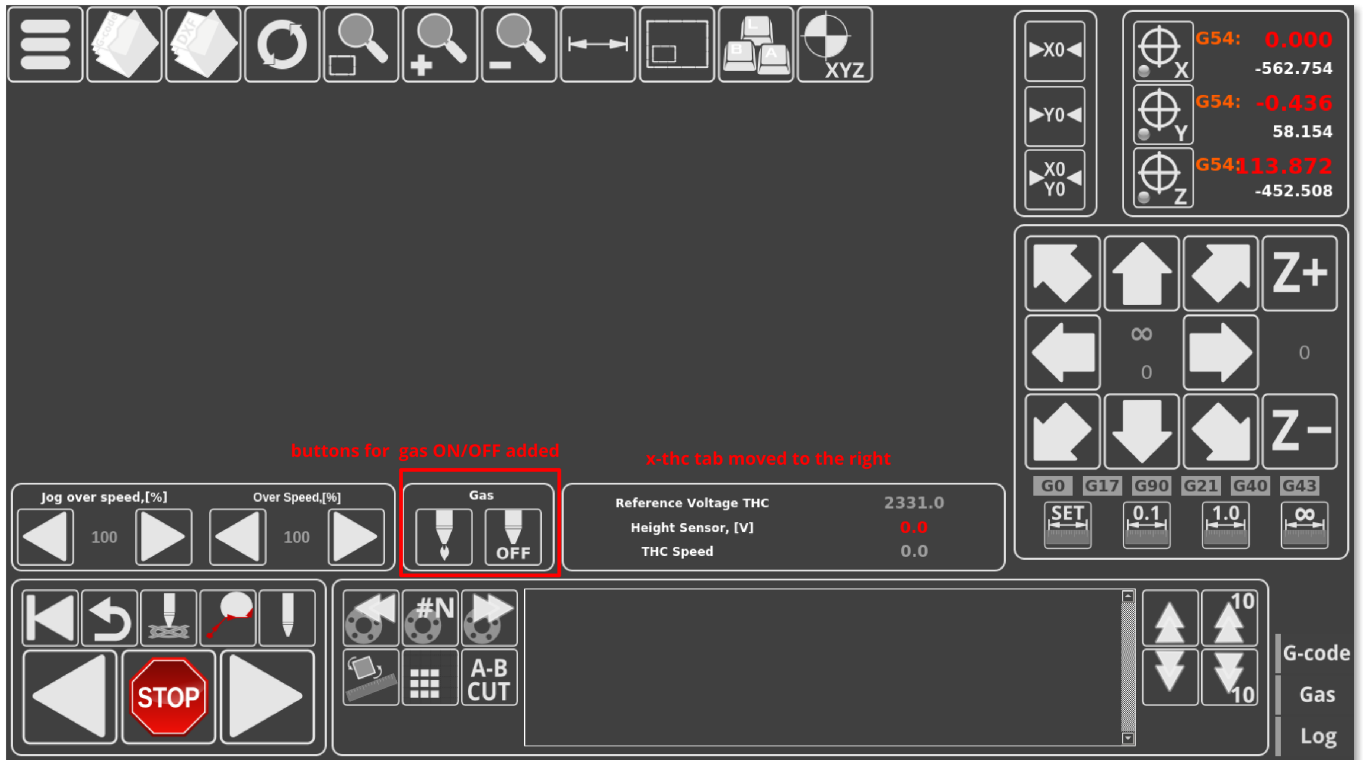 G-code
DXF
L
B A
XYZ
X0
Y0
X0
Y0
X
G54: 0.000
-562.754
Y
G54: -0.436
58.154
Z
G54: 113.872
-452.508
Z+
∞
0
0
Z-
G0 G17 G90 G21 G40 G43
SET 0.1 1.0 ∞
buttons for gas ON/OFF added
x-thc tab moved to the right
Jog over speed,[%]
100
Over Speed,[%]
100
Gas
OFF
Reference Voltage THC 2331.0
Height Sensor, [V] 0.0
THC Speed 0.0
STOP
#N
A-B
CUT
10
10
G-code
Gas
Log